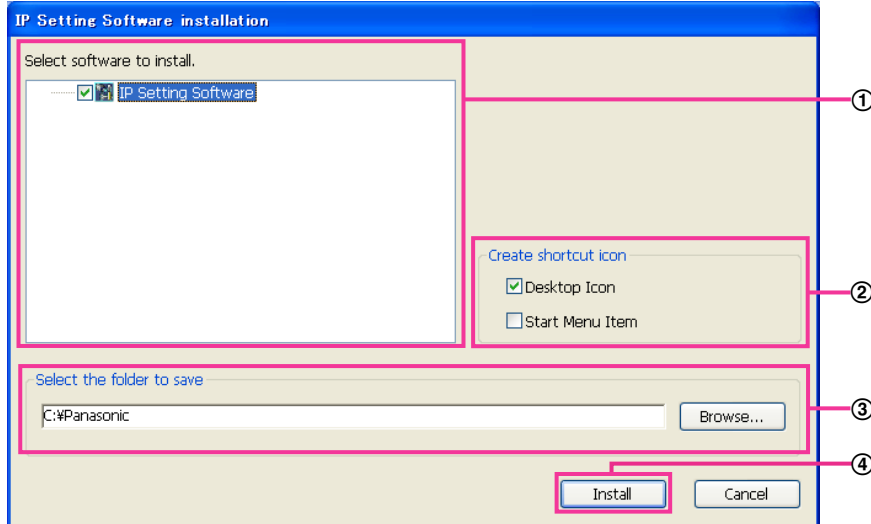 IP Setting Software installation
Select software to install.
IP Setting Software
①
Create shortcut icon
Desktop Icon
②
Start Menu Item
Select the folder to save
C:¥Panasonic
Browse...
③
④
Install
Cancel